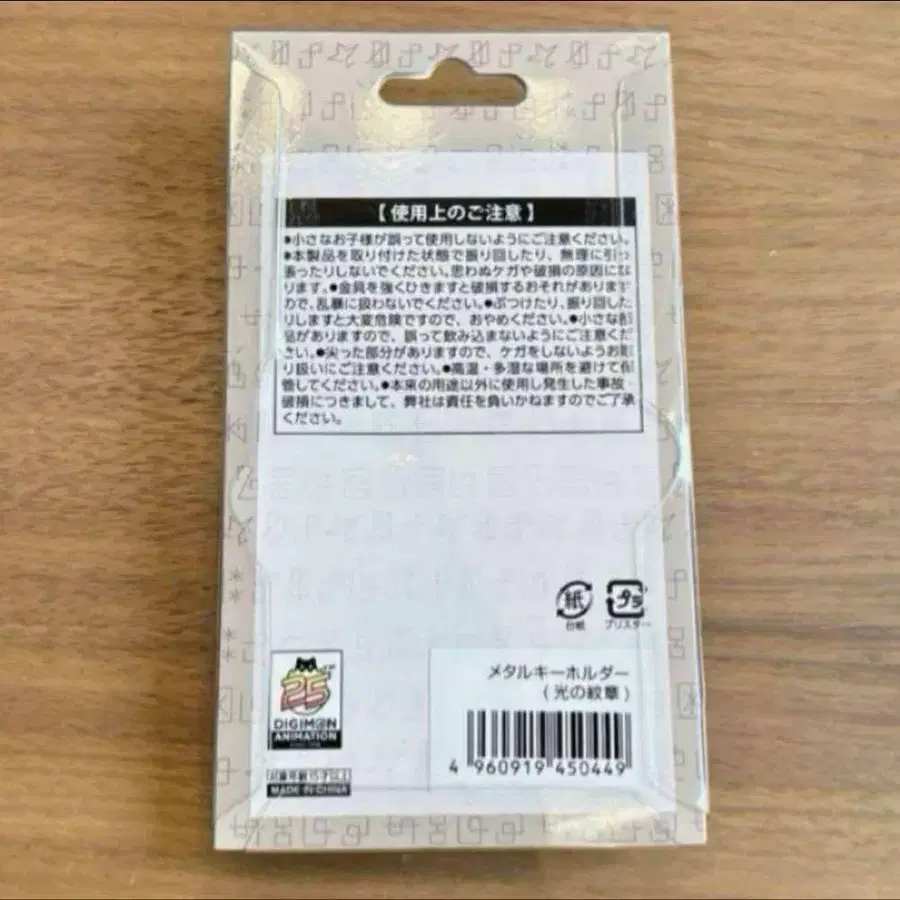 【使用上のご注意】
●小さなお子様が誤って使用しないようにご注意ください。
●本製品を取り付けた状態で振り回したり、無理に引っ
張ったりしないでください。思わぬケガや破損の原因にな
ります。●金具を強くひきますと破損するおそれがあります
ので、乱暴に扱わないでください。●ぶつけたり、振り回した
りしますと大変危険ですので、おやめください。●小さな部
品がありますので、誤って飲み込まないようにご注意くだ
さい。●尖った部分がありますので、ケガをしないようお取
り扱いにご注意ください。●高温・多湿な場所を避けて保
管してください。●本来の用途以外に使用し発生した事故・
破損につきまして、弊社は責任を負いかねますのでご了承
ください。
紙
台紙
プラ
ブリスター
25th
DIGIMON
ANIMATION
対象年齢15才以上
MADE IN CHINA
メタルキーホルダー
(光の紋章)
4 960919 450449